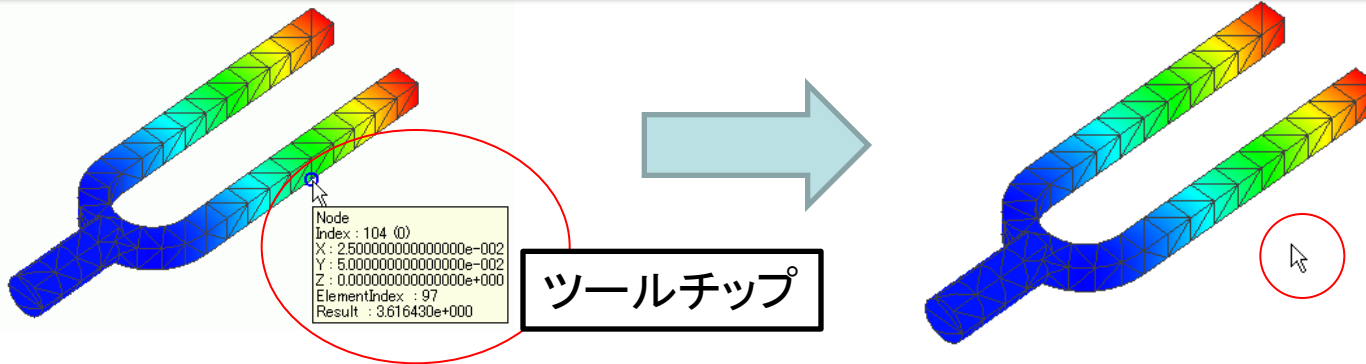 Node
Index : 104 (0)
X : 2.500000000000000e-002
Y : 5.000000000000000e-002
Z : 0.000000000000000e+000
ElementIndex : 97
Result : 3.616430e+000
ツールチップ